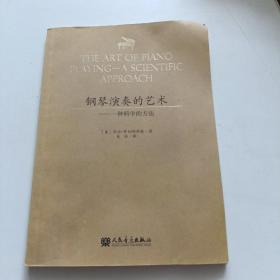 THE ART OF PIANO
PLAYING—A SCIENTIFIC
APPROACH
钢琴演奏的艺术
——一种科学的方法
人民音乐出版社